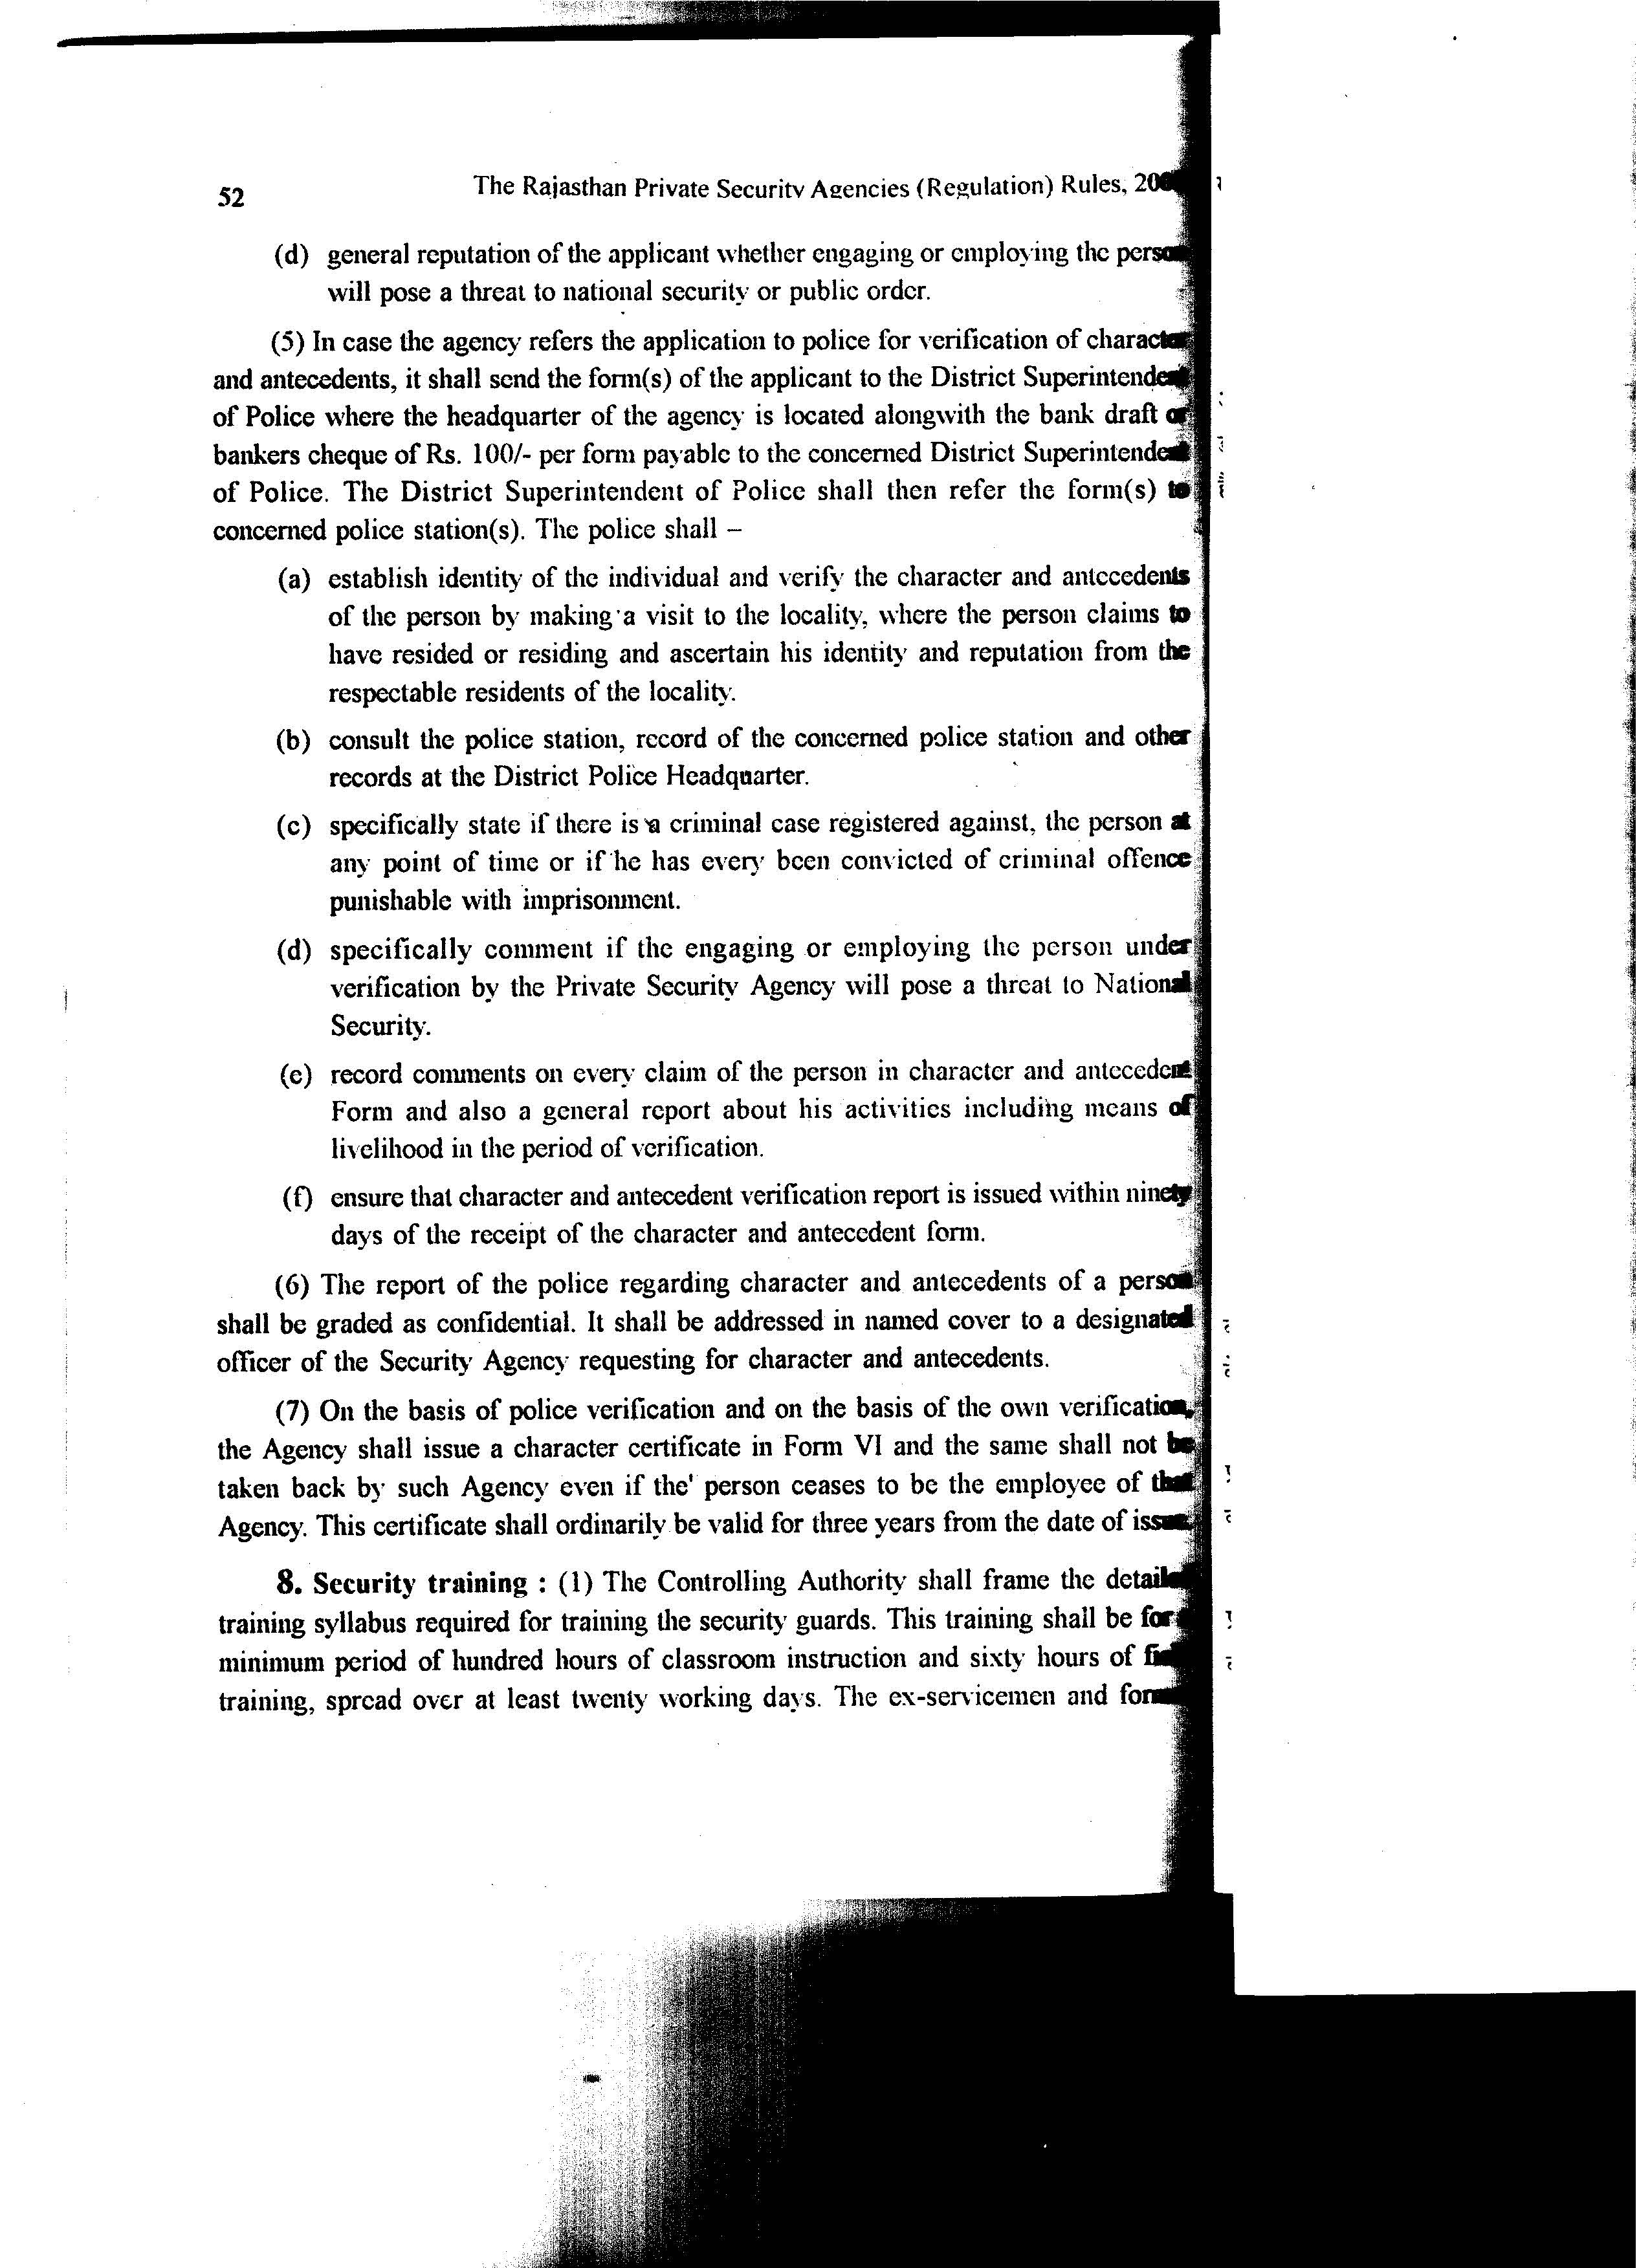 52
The Rajasthan Private Security Agencies (Regulation) Rules,
(d) general reputation of the applicant whether engaging or employing the person
will pose a threat to national security or public order.
(5) In case the agency refers the application to police for verification of character
and antecedents, it shall send the form(s) of the applicant to the District Superintendent
of Police where the headquarter of the agency is located alongwith the bank draft or
bankers cheque of Rs. 100/- per form payable to the concerned District Superintendent
of Police. The District Superintendent of Police shall then refer the form(s) to
concerned police station(s). The police shall –
(a) establish identity of the individual and verify the character and antecedents
of the person by making a visit to the locality, where the person claims to
have resided or residing and ascertain his identity and reputation from the
respectable residents of the locality.
(b) consult the police station, record of the concerned police station and other
records at the District Police Headquarter.
(c) specifically state if there is a criminal case registered against, the person at
any point of time or if he has every been convicted of criminal offence
punishable with imprisonment.
(d) specifically comment if the engaging or employing the person under
verification by the Private Security Agency will pose a threat to National
Security.
(e) record comments on every claim of the person in character and antecedent
Form and also a general report about his activities including means of
livelihood in the period of verification.
(f) ensure that character and antecedent verification report is issued within ninety
days of the receipt of the character and antecedent form.
(6) The report of the police regarding character and antecedents of a person
shall be graded as confidential. It shall be addressed in named cover to a designated
officer of the Security Agency requesting for character and antecedents.
(7) On the basis of police verification and on the basis of the own verification,
the Agency shall issue a character certificate in Form VI and the same shall not be
taken back by such Agency even if the' person ceases to be the employee of that
Agency. This certificate shall ordinarily be valid for three years from the date of issue.
8. Security training : (1) The Controlling Authority shall frame the
training syllabus required for training the security guards. This training shall be for
minimum period of hundred hours of classroom instruction and sixty hours of
training, spread over at least twenty working days. The ex-servicemen and